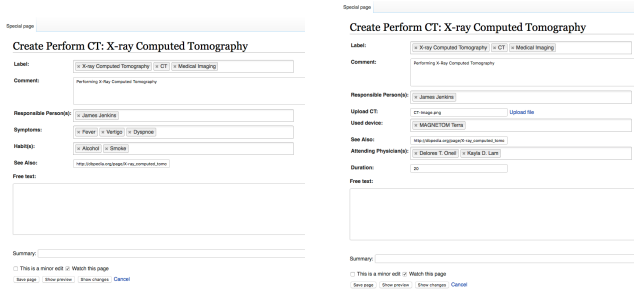 Special page
Create Perform CT: X-ray Computed Tomography
Label: × X-ray Computed Tomography × CT × Medical Imaging
Comment: Performing X-Ray Computed Tomography
Responsible Person(s): × James Jenkins
Symptoms: × Fever × Vertigo × Dyspnoe
Habit(s): × Alcohol × Smoke
See Also: http://dbpedia.org/page/X-ray_computed_tomo
Free text:
Summary:
This is a minor edit Watch this page
Save page Show preview Show changes Cancel
Special page
Create Perform CT: X-ray Computed Tomography
Label: × X-ray Computed Tomography × CT × Medical Imaging
Comment: Performing X-Ray Computed Tomography
Responsible Person(s): × James Jenkins
Upload CT: CT-Image.png Upload file
Used device: × MAGNETOM Terra
See Also: http://dbpedia.org/page/X-ray_computed_tomo
Attending Physician(s): × Delores T. Oneil × Kayla D. Lam
Duration: 20
Free text:
Summary:
This is a minor edit Watch this page
Save page Show preview Show changes Cancel